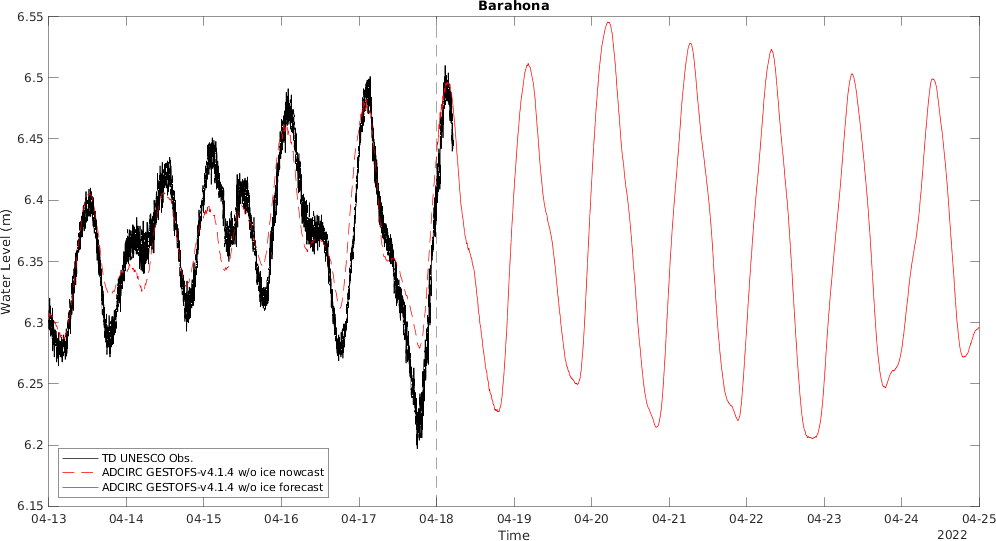 Barahona
6.55
6.5
6.45
6.4
6.35
6.3
6.25
6.2
6.15
Water Level (m)
TD UNESCO Obs.
ADCIRC GESTOFS-v4.1.4 w/o ice nowcast
ADCIRC GESTOFS-v4.1.4 w/o ice forecast
04-13 04-14 04-15 04-16 04-17 04-18 04-19 04-20 04-21 04-22 04-23 04-24 04-25
Time
2022